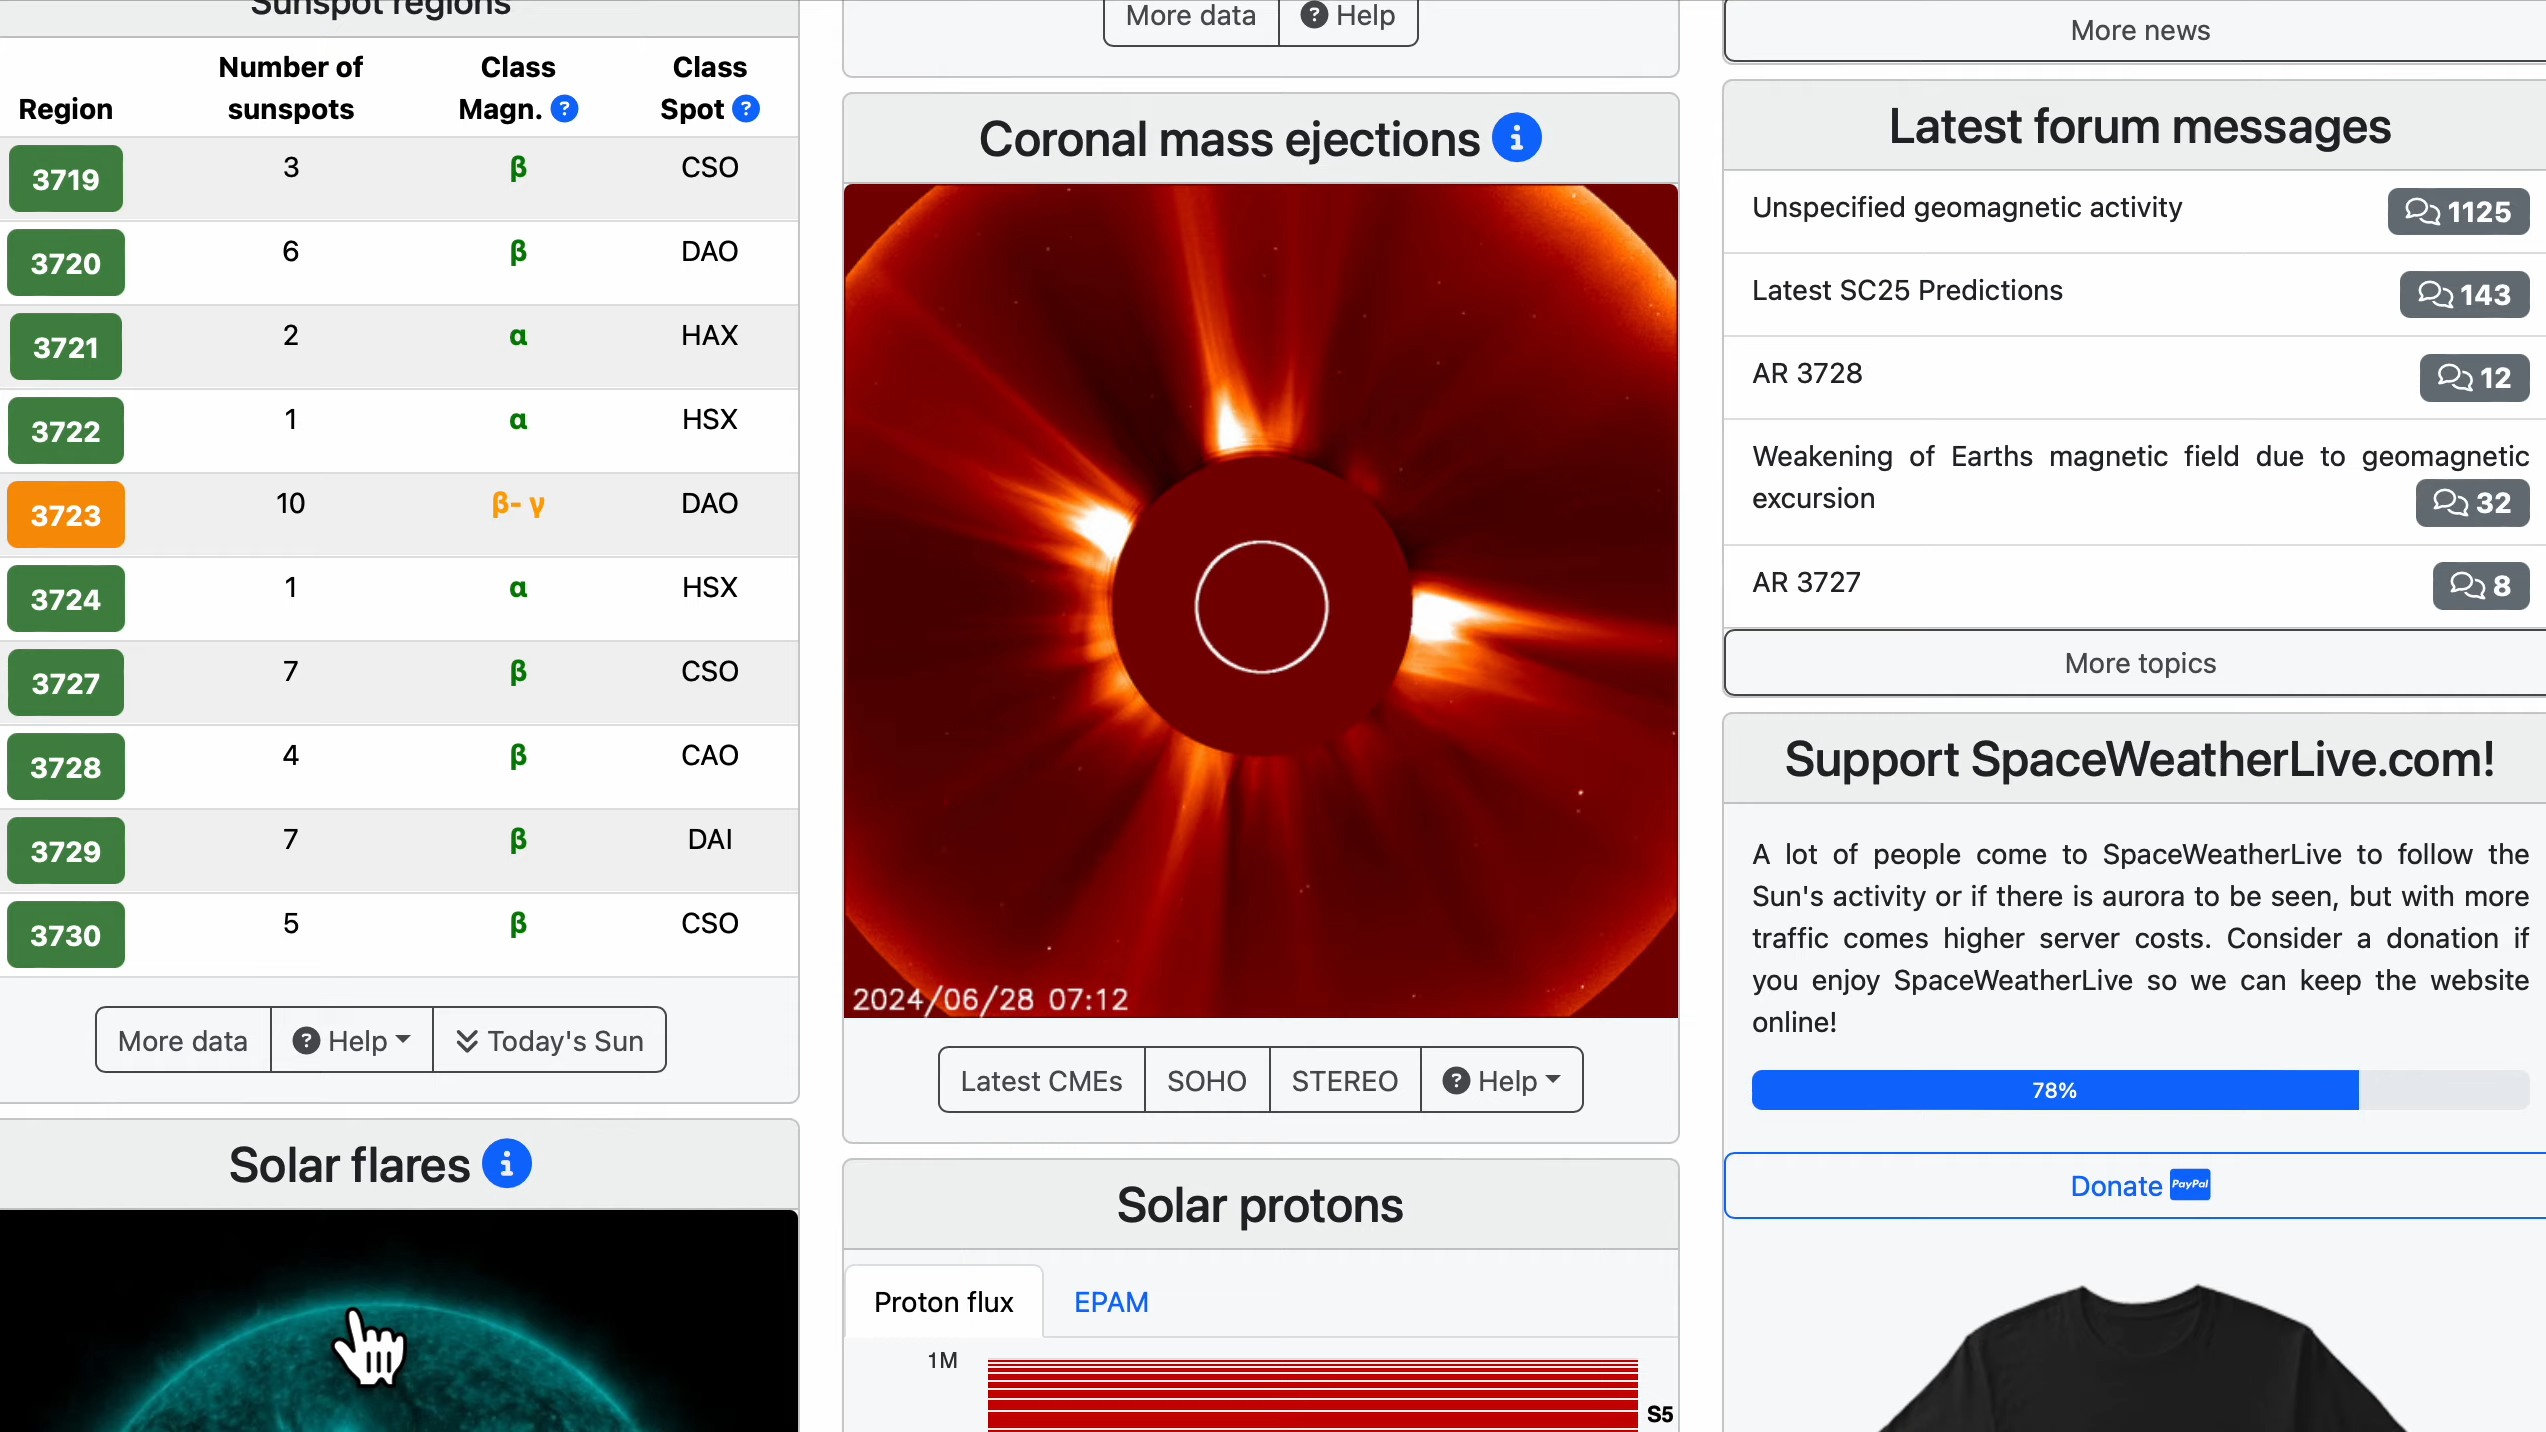 Sunspot regions
Number of Class Class
Region sunspots Magn. Spot
3719 3 β CSO
3720 6 β DAO
3721 2 α HAX
3722 1 α HSX
3723 10 β- γ DAO
3724 1 α HSX
3727 7 β CSO
3728 4 β CAO
3729 7 β DAI
3730 5 β CSO
More data Help Today's Sun
Solar flares
More data Help
Coronal mass ejections
2024/06/28 07:12
Latest CMEs SOHO STEREO Help
Solar protons
Proton flux EPAM
1M
S5
More news
Latest forum messages
Unspecified geomagnetic activity 1125
Latest SC25 Predictions 143
AR 3728 12
Weakening of Earths magnetic field due to geomagnetic
excursion 32
AR 3727 8
More topics
Support SpaceWeatherLive.com!
A lot of people come to SpaceWeatherLive to follow the
Sun's activity or if there is aurora to be seen, but with more
traffic comes higher server costs. Consider a donation if
you enjoy SpaceWeatherLive so we can keep the website
online!
78%
Donate PayPal